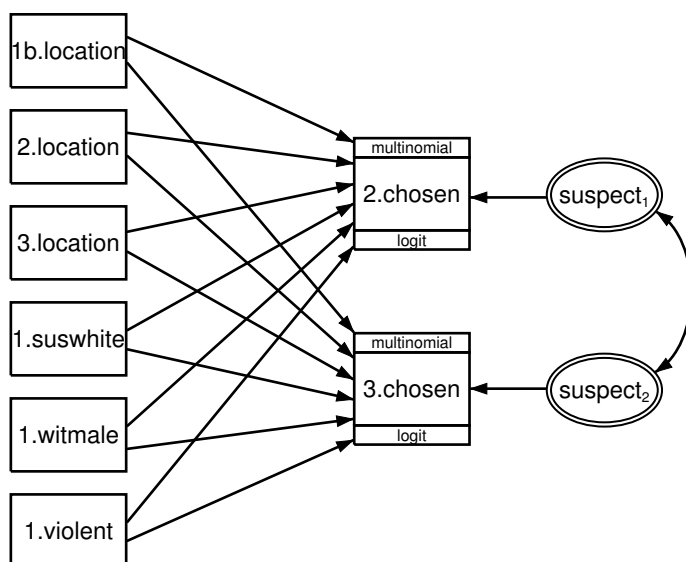 1b.location
2.location
3.location
1.suswhite
1.witmale
1.violent
multinomial
2.chosen
logit
multinomial
3.chosen
logit
suspect₁
suspect₂